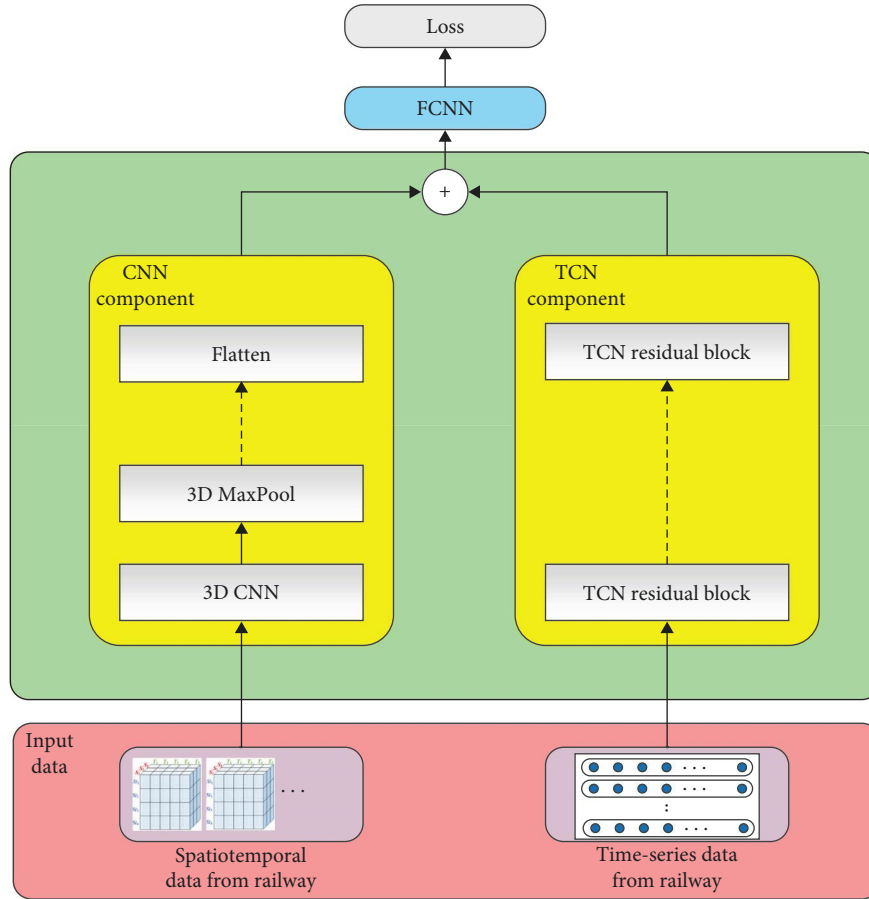 Loss
FCNN
+
CNN
component
TCN
component
Flatten
TCN residual block
3D MaxPool
3D CNN
TCN residual block
Input
data
. . .
Spatiotemporal
data from railway
Time-series data
from railway